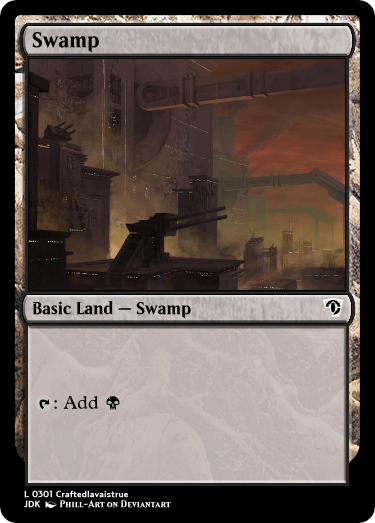 Swamp
Basic Land — Swamp
: Add
L 0301 Craftedlavaistrue
JDK Phill-Art on Deviantart